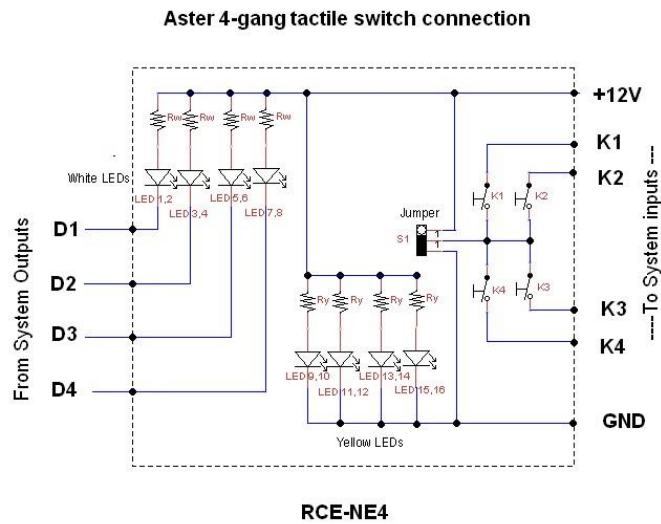 Aster 4-gang tactile switch connection
+12V
Rw Rw Rw Rw
K1
White LEDs
K2
LED 1,2
LED 3,4
LED 5,6
LED 7,8
K1 K2
D1
Jumper
S1
1
1
D2
K4 K3
Ry Ry Ry Ry
K3
D3
K4
LED 9,10
LED 11,12
LED 13,14
LED 15,16
D4
GND
Yellow LEDs
From System Outputs
----To System inputs ----
RCE-NE4